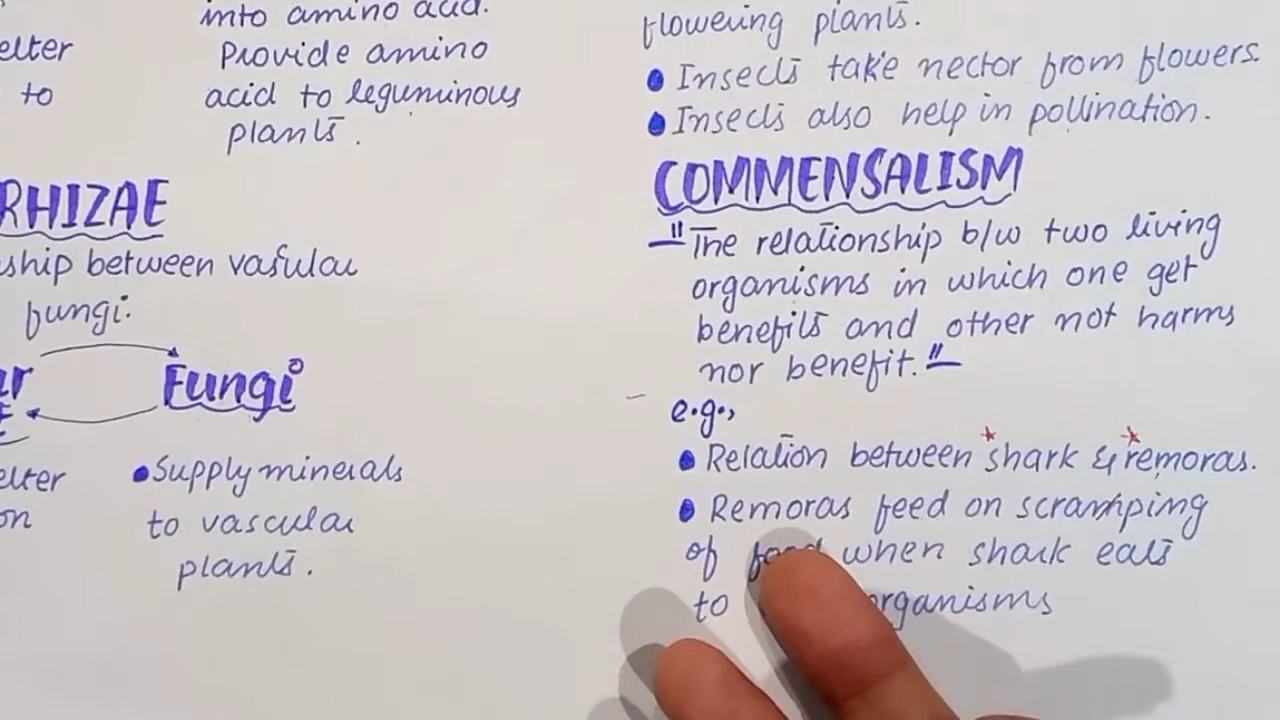 into amino acid.
elter Provide amino
to acid to leguminous
plants.
RHIZAE
ship between vasular
fungi.
ar Fungi
elter • Supply minerals
on to vascular
plants.
flowering plants.
• Insects take nector from flowers.
• Insects also help in pollination.
COMMENSALISM
"The relationship b/w two living
organisms in which one get
benefits and other not harms
nor benefit."
e.g.,
• Relation between shark & remoras.
• Remoras feed on scramping
of food when shark eats
to organisms